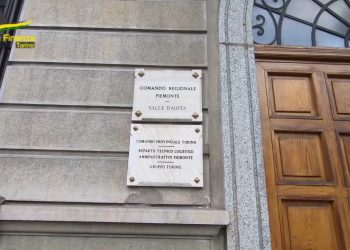 Finanza
Torino
COMANDO REGIONALE
PIEMONTE
VALLE D'AOSTA
COMANDO PROVINCIALE TORINO
REPARTO TECNICO LOGISTICO
AMMINISTRATIVO PIEMONTE
GRUPPO TORINO